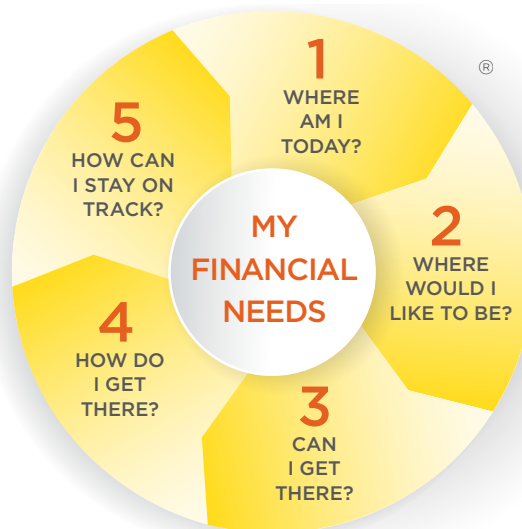 ®
1
WHERE
AM I
TODAY?
2
WHERE
WOULD I
LIKE TO BE?
3
CAN
I GET
THERE?
4
HOW DO
I GET
THERE?
5
HOW CAN
I STAY ON
TRACK?
MY
FINANCIAL
NEEDS